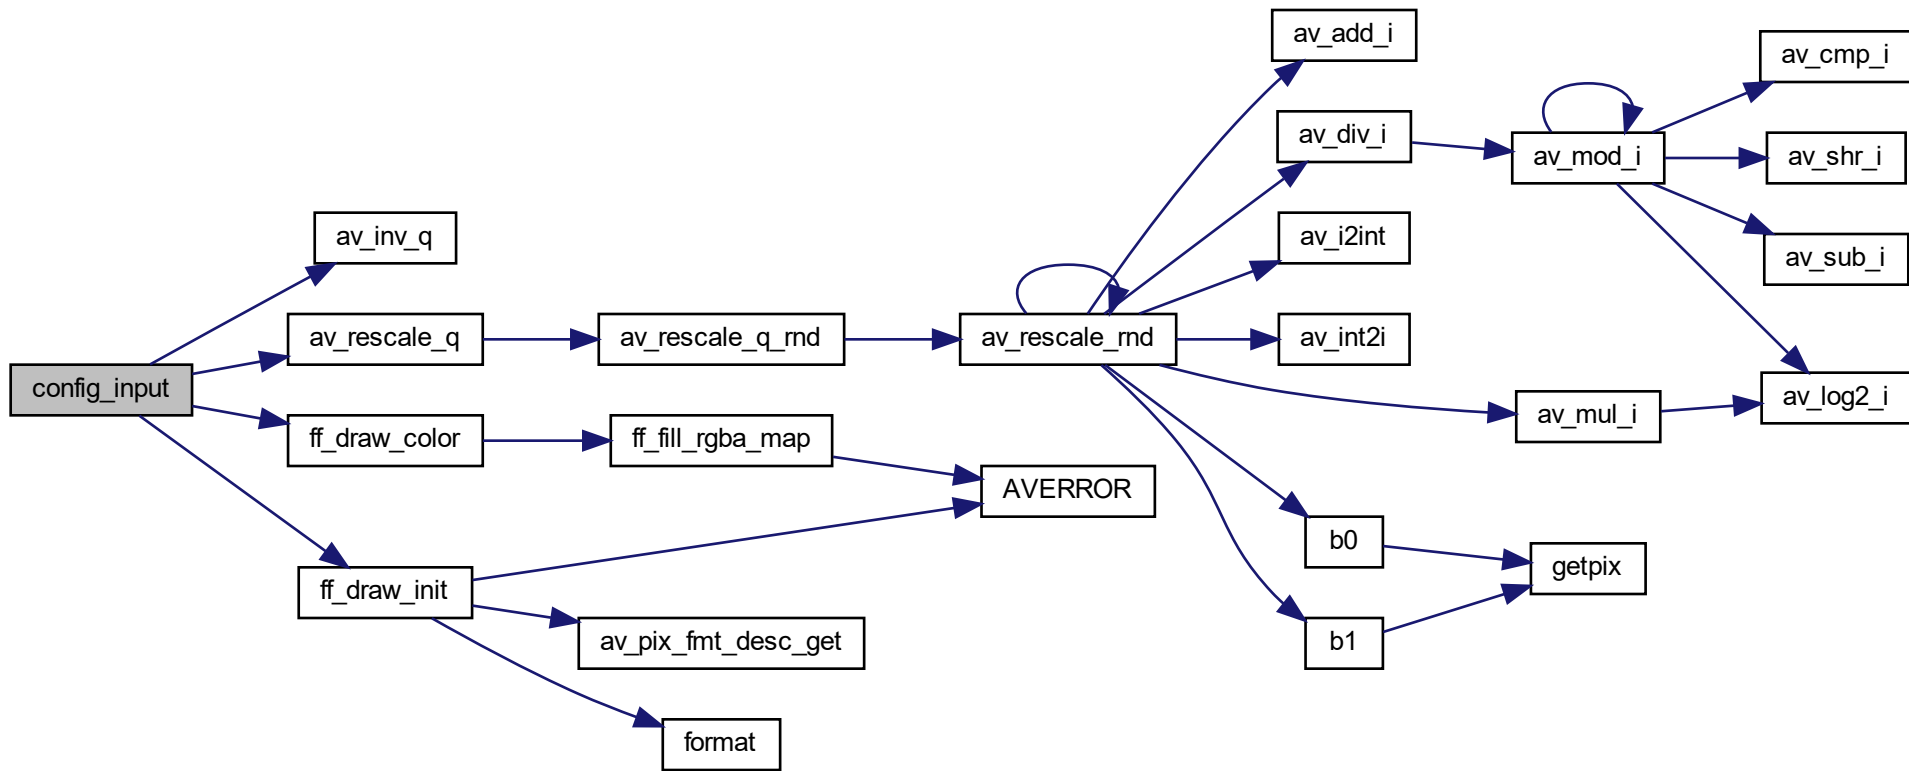 config_input
av_inv_q
av_rescale_q
ff_draw_color
ff_draw_init
av_rescale_q_rnd
ff_fill_rgba_map
av_pix_fmt_desc_get
format
av_rescale_rnd
AVERROR
av_add_i
av_div_i
av_i2int
av_int2i
b0
b1
av_mod_i
av_mul_i
getpix
av_cmp_i
av_shr_i
av_sub_i
av_log2_i